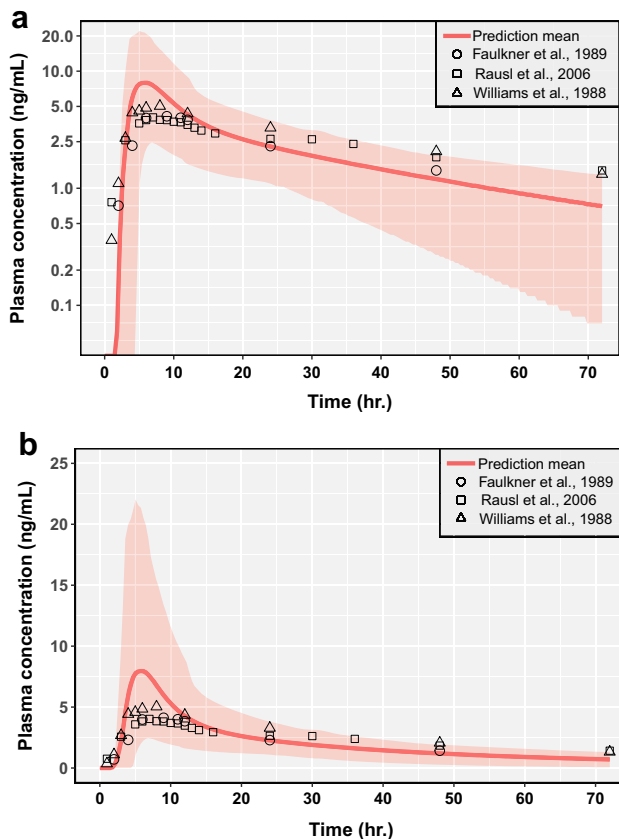 a
20.0
10.0
5.0
2.5
1.0
0.5
0.2
0.1
Plasma concentration (ng/mL)
Prediction mean
Faulkner et al., 1989
Rausl et al., 2006
Williams et al., 1988
0 10 20 30 40 50 60 70
Time (hr.)
b
25
20
15
10
5
0
Plasma concentration (ng/mL)
Prediction mean
Faulkner et al., 1989
Rausl et al., 2006
Williams et al., 1988
0 10 20 30 40 50 60 70
Time (hr.)